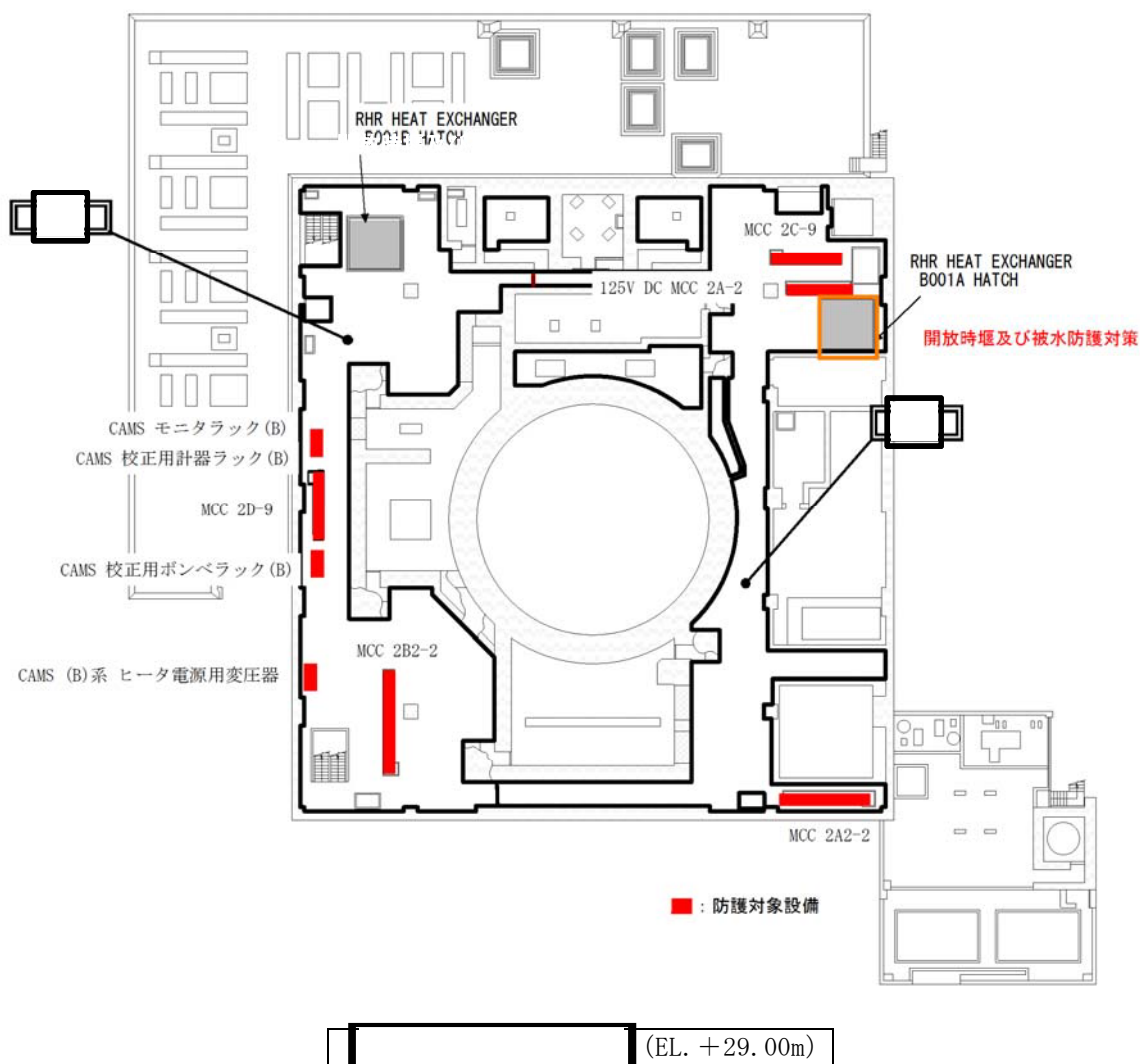 RHR HEAT EXCHANGER
B001B HATCH
MCC 2C-9
RHR HEAT EXCHANGER
B001A HATCH
125V DC MCC 2A-2
開放時堰及び被水防護対策
CAMS モニタラック(B)
CAMS 校正用計器ラック(B)
MCC 2D-9
CAMS 校正用ボンベラック(B)
MCC 2B2-2
CAMS (B)系 ヒータ電源用変圧器
MCC 2A2-2
：防護対象設備
(EL. +29.00m)